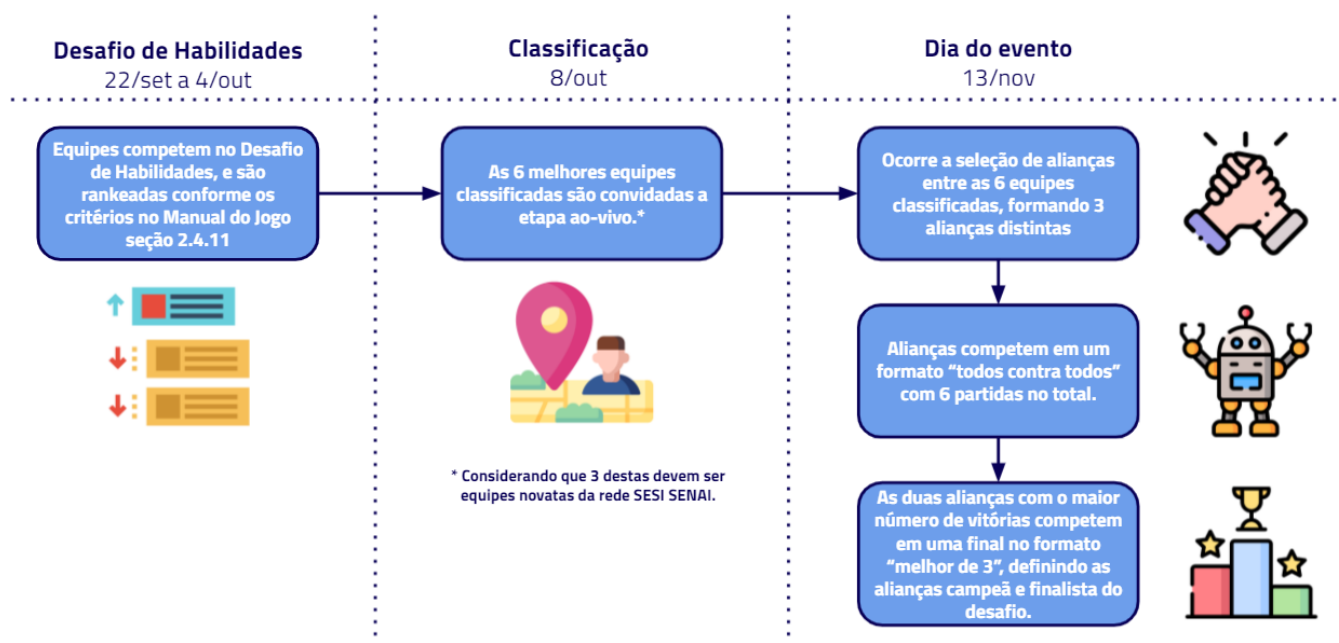 Desafio de Habilidades
22/set a 4/out
Classificação
8/out
Dia do evento
13/nov
Equipes competem no Desafio
de Habilidades, e são
rankeadas conforme os
critérios no Manual do Jogo
seção 2.4.11
As 6 melhores equipes
classificadas são convidadas a
etapa ao-vivo.*
* Considerando que 3 destas devem ser
equipes novatas da rede SESI SENAI.
Ocorre a seleção de alianças
entre as 6 equipes
classificadas, formando 3
alianças distintas
Alianças competem em um
formato “todos contra todos”
com 6 partidas no total.
As duas alianças com o maior
número de vitórias competem
em uma final no formato
“melhor de 3”, definindo as
alianças campeã e finalista do
desafio.